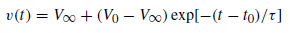 v(t) = V∞ + (V₀ − V∞) exp[−(t − t₀)/τ]